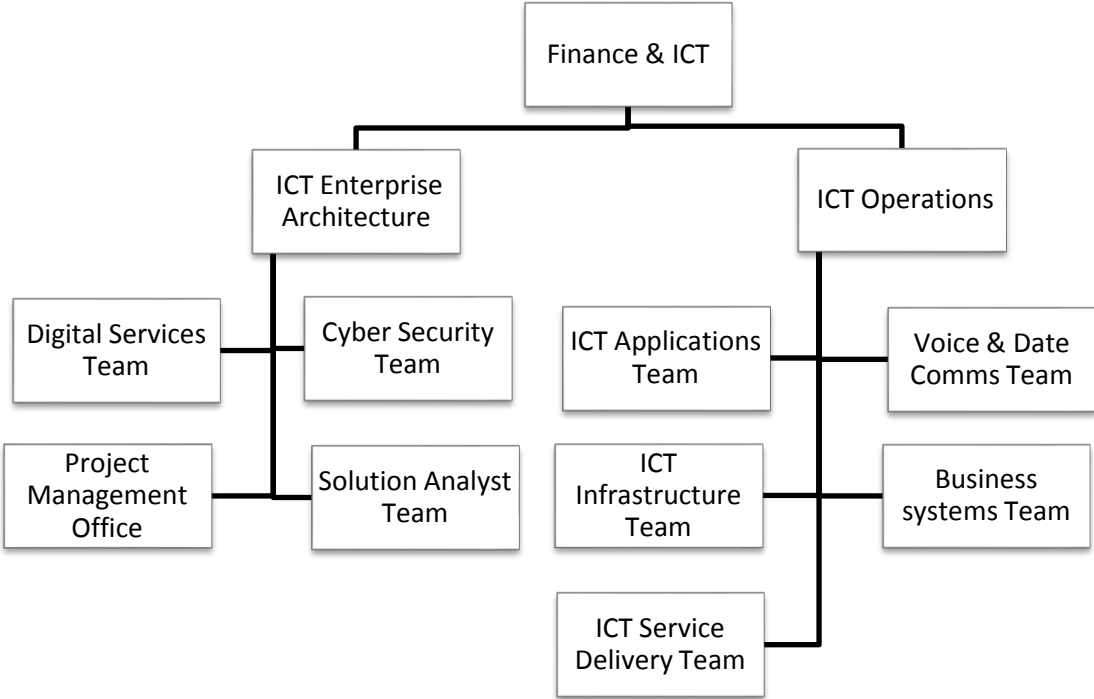 Finance & ICT
ICT Enterprise
Architecture
ICT Operations
Digital Services
Team
Cyber Security
Team
ICT Applications
Team
Voice & Date
Comms Team
Project
Management
Office
Solution Analyst
Team
ICT
Infrastructure
Team
Business
systems Team
ICT Service
Delivery Team